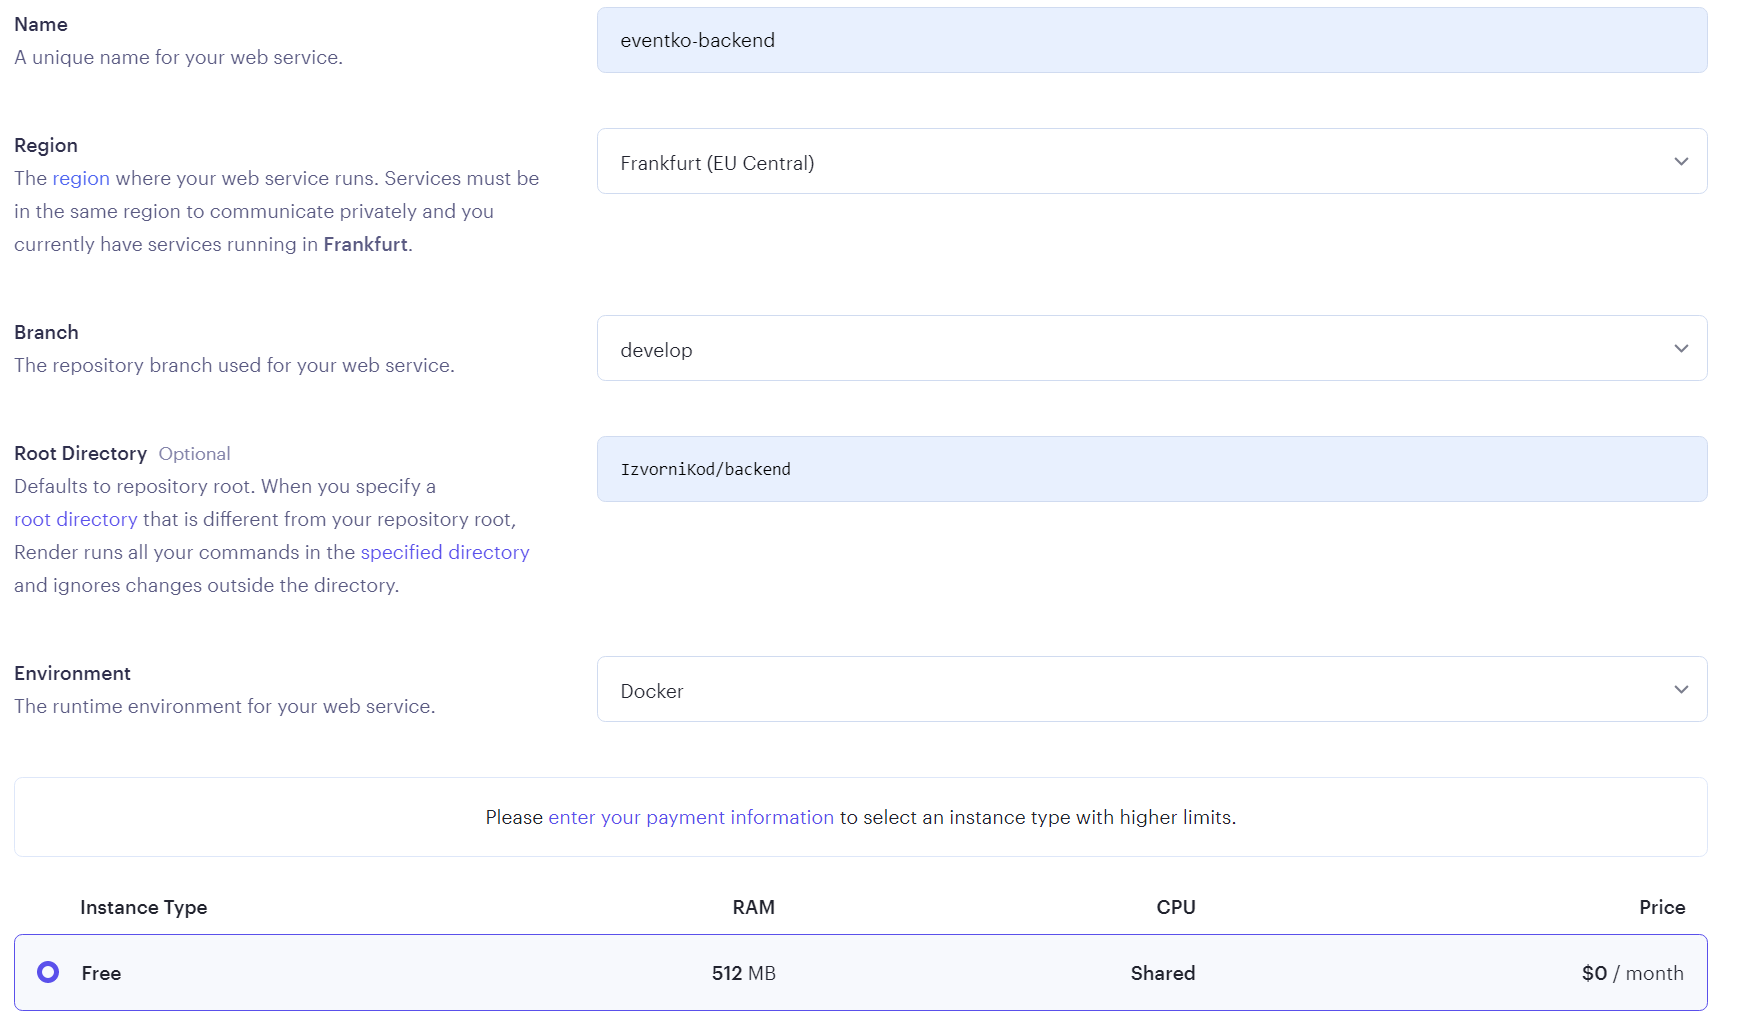 Name
A unique name for your web service.
eventko-backend
Region
The region where your web service runs. Services must be
in the same region to communicate privately and you
currently have services running in Frankfurt.
Frankfurt (EU Central)
Branch
The repository branch used for your web service.
develop
Root Directory Optional
Defaults to repository root. When you specify a
root directory that is different from your repository root,
Render runs all your commands in the specified directory
and ignores changes outside the directory.
IzvorniKod/backend
Environment
The runtime environment for your web service.
Docker
Please enter your payment information to select an instance type with higher limits.
Instance Type RAM CPU Price
Free 512 MB Shared $0 / month